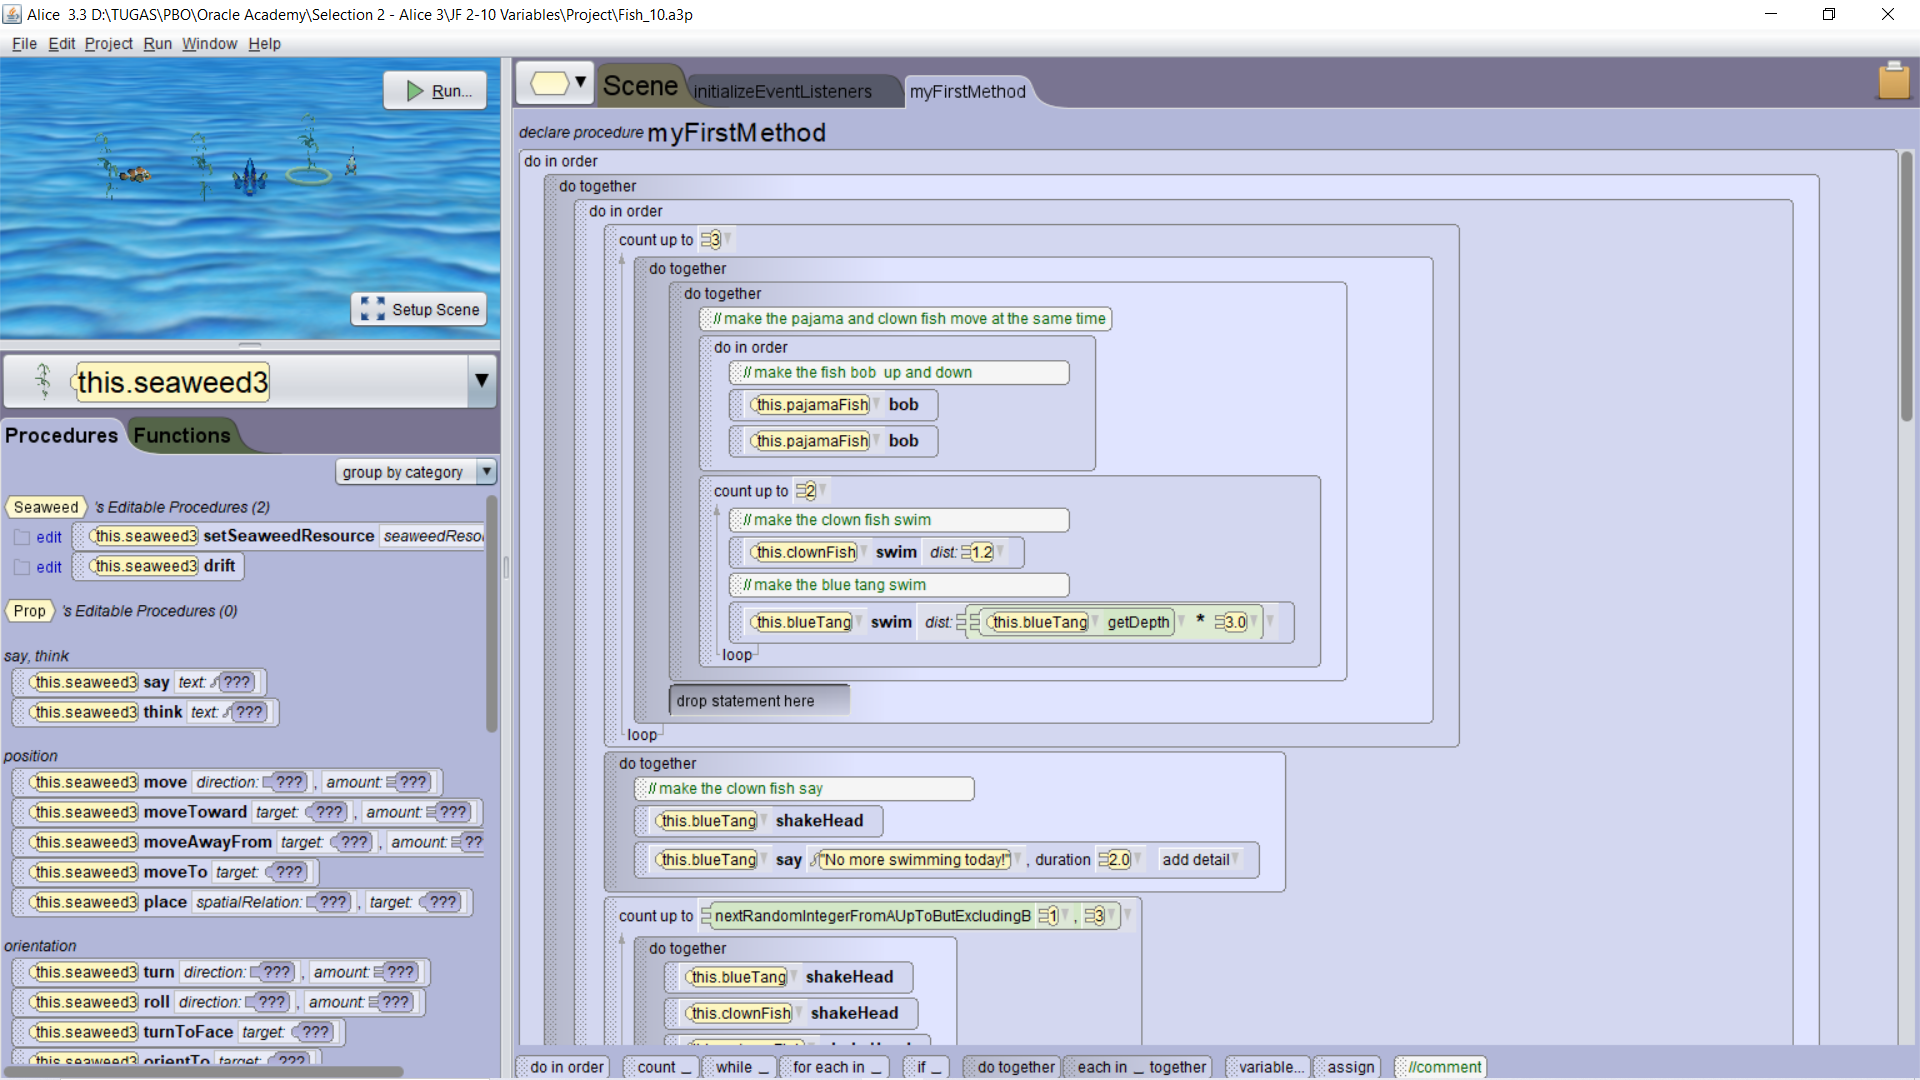 Alice 3.3 D:\TUGAS\PBO\Oracle Academy\Selection 2 - Alice 3\JF 2-10 Variables\Project\Fish_10.a3p
File Edit Project Run Window Help
Run...
Setup Scene
this.seaweed3
Procedures Functions
group by category
Seaweed 's Editable Procedures (2)
edit this.seaweed3 setSeaweedResource
edit this.seaweed3 drift
Prop 's Editable Procedures (0)
say, think
this.seaweed3 say text: ???
this.seaweed3 think text: ???
position
this.seaweed3 move direction: ??? , amount: ???
this.seaweed3 moveToward target: ??? , amount: ???
this.seaweed3 moveAwayFrom target: ??? , amount: ??
this.seaweed3 moveTo target: ???
this.seaweed3 place spatialRelation: ??? , target: ???
orientation
this.seaweed3 turn direction: ??? , amount: ???
this.seaweed3 roll direction: ??? , amount: ???
this.seaweed3 turnToFace target: ???
this.seaweed3 orientTo target: ???
Scene initializeEventListeners myFirstMethod
declare procedure myFirstMethod
do in order
do together
do in order
count up to 3
do together
do together
// make the pajama and clown fish move at the same time
do in order
// make the fish bob up and down
this.pajamaFish bob
this.pajamaFish bob
count up to 2
// make the clown fish swim
this.clownFish swim dist: 1.2
// make the blue tang swim
this.blueTang swim dist: this.blueTang getDepth * 3.0
loop
drop statement here
loop
do together
// make the clown fish say
this.blueTang shakeHead
this.blueTang say "No more swimming today!" , duration 2.0 add detail
count up to nextRandomIntegerFromAUpToButExcludingB 1 , 3
do together
this.blueTang shakeHead
this.clownFish shakeHead
do in order count _ while _ for each in _ if _ do together each in _ together variable... assign //comment